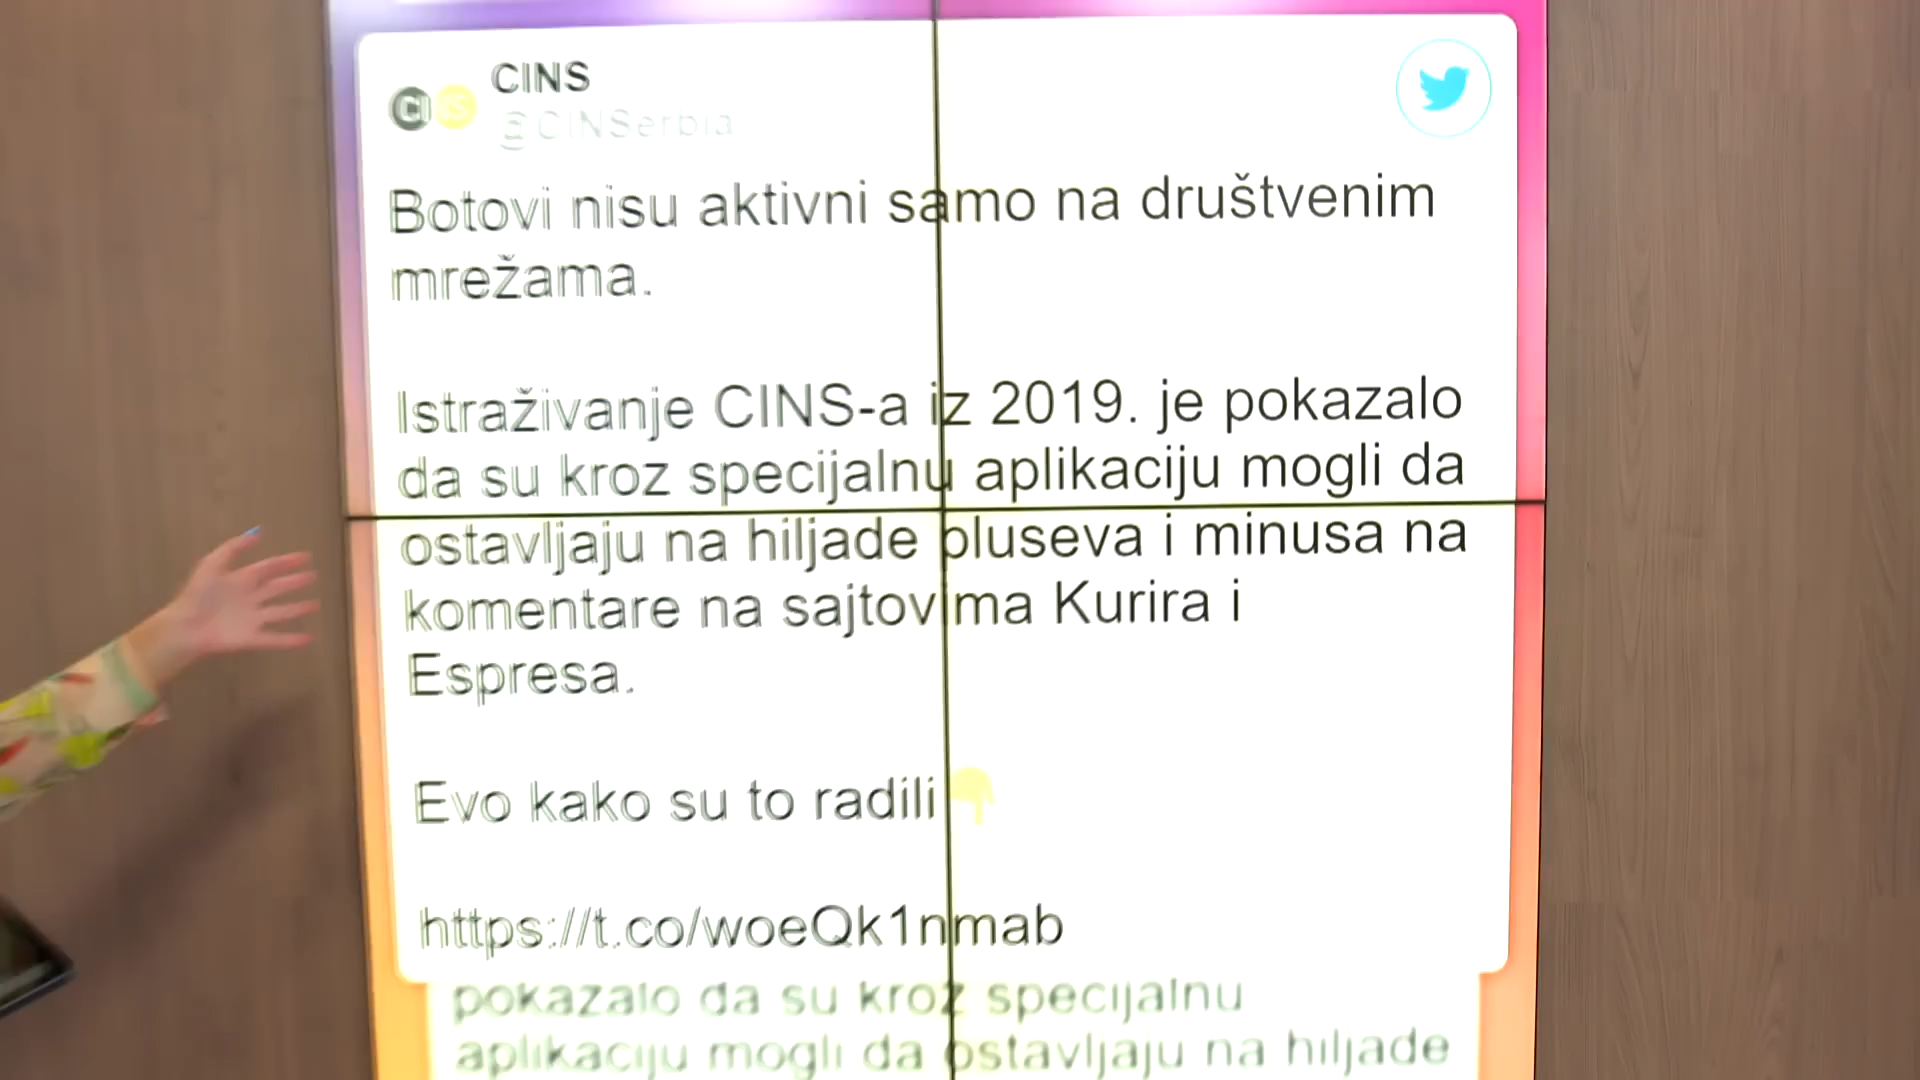 CINS
CINS
@CINSerbia
Botovi nisu aktivni samo na društvenim
mrežama.
Istraživanje CINS-a iz 2019. je pokazalo
da su kroz specijalnu aplikaciju mogli da
ostavljaju na hiljade pluseva i minusa na
komentare na sajtovima Kurira i
Espresa.
Evo kako su to radili
https://t.co/woeQk1nmab
pokazalo da su kroz specijalnu
aplikaciju mogli da ostavljaju na hiljade